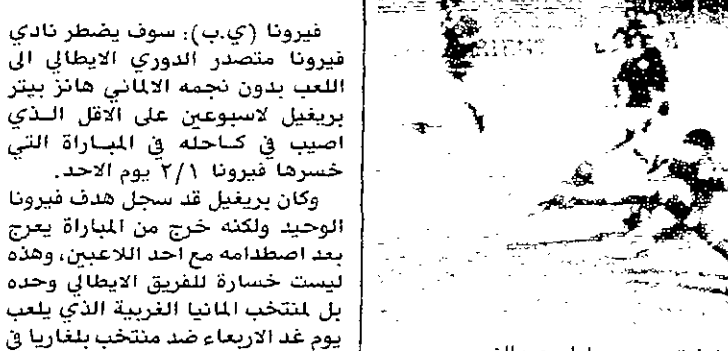 فيرونا (ي.ب): سوف يضطر نادي
فيرونا متصدر الدوري الايطالي الى
اللعب بدون نجمه الالماني هانز بيتر
بريغيل لاسبوعين على الاقل الـذي
اصيب في كـاحله في المبـاراة التي
خسرها فيرونا ٢/١ يوم الاحد.
وكان بريغيل قد سجل هدف فيرونا
الوحيد ولكنه خرج من المباراة يعرج
بعد اصطدامه مع احد اللاعبين، وهذه
ليست خسارة للفريق الايطالي وحده
بل لمنتخب المانيا الغربية الذي يلعب
يوم غد الاربعاء ضد منتخب بلغاريا في